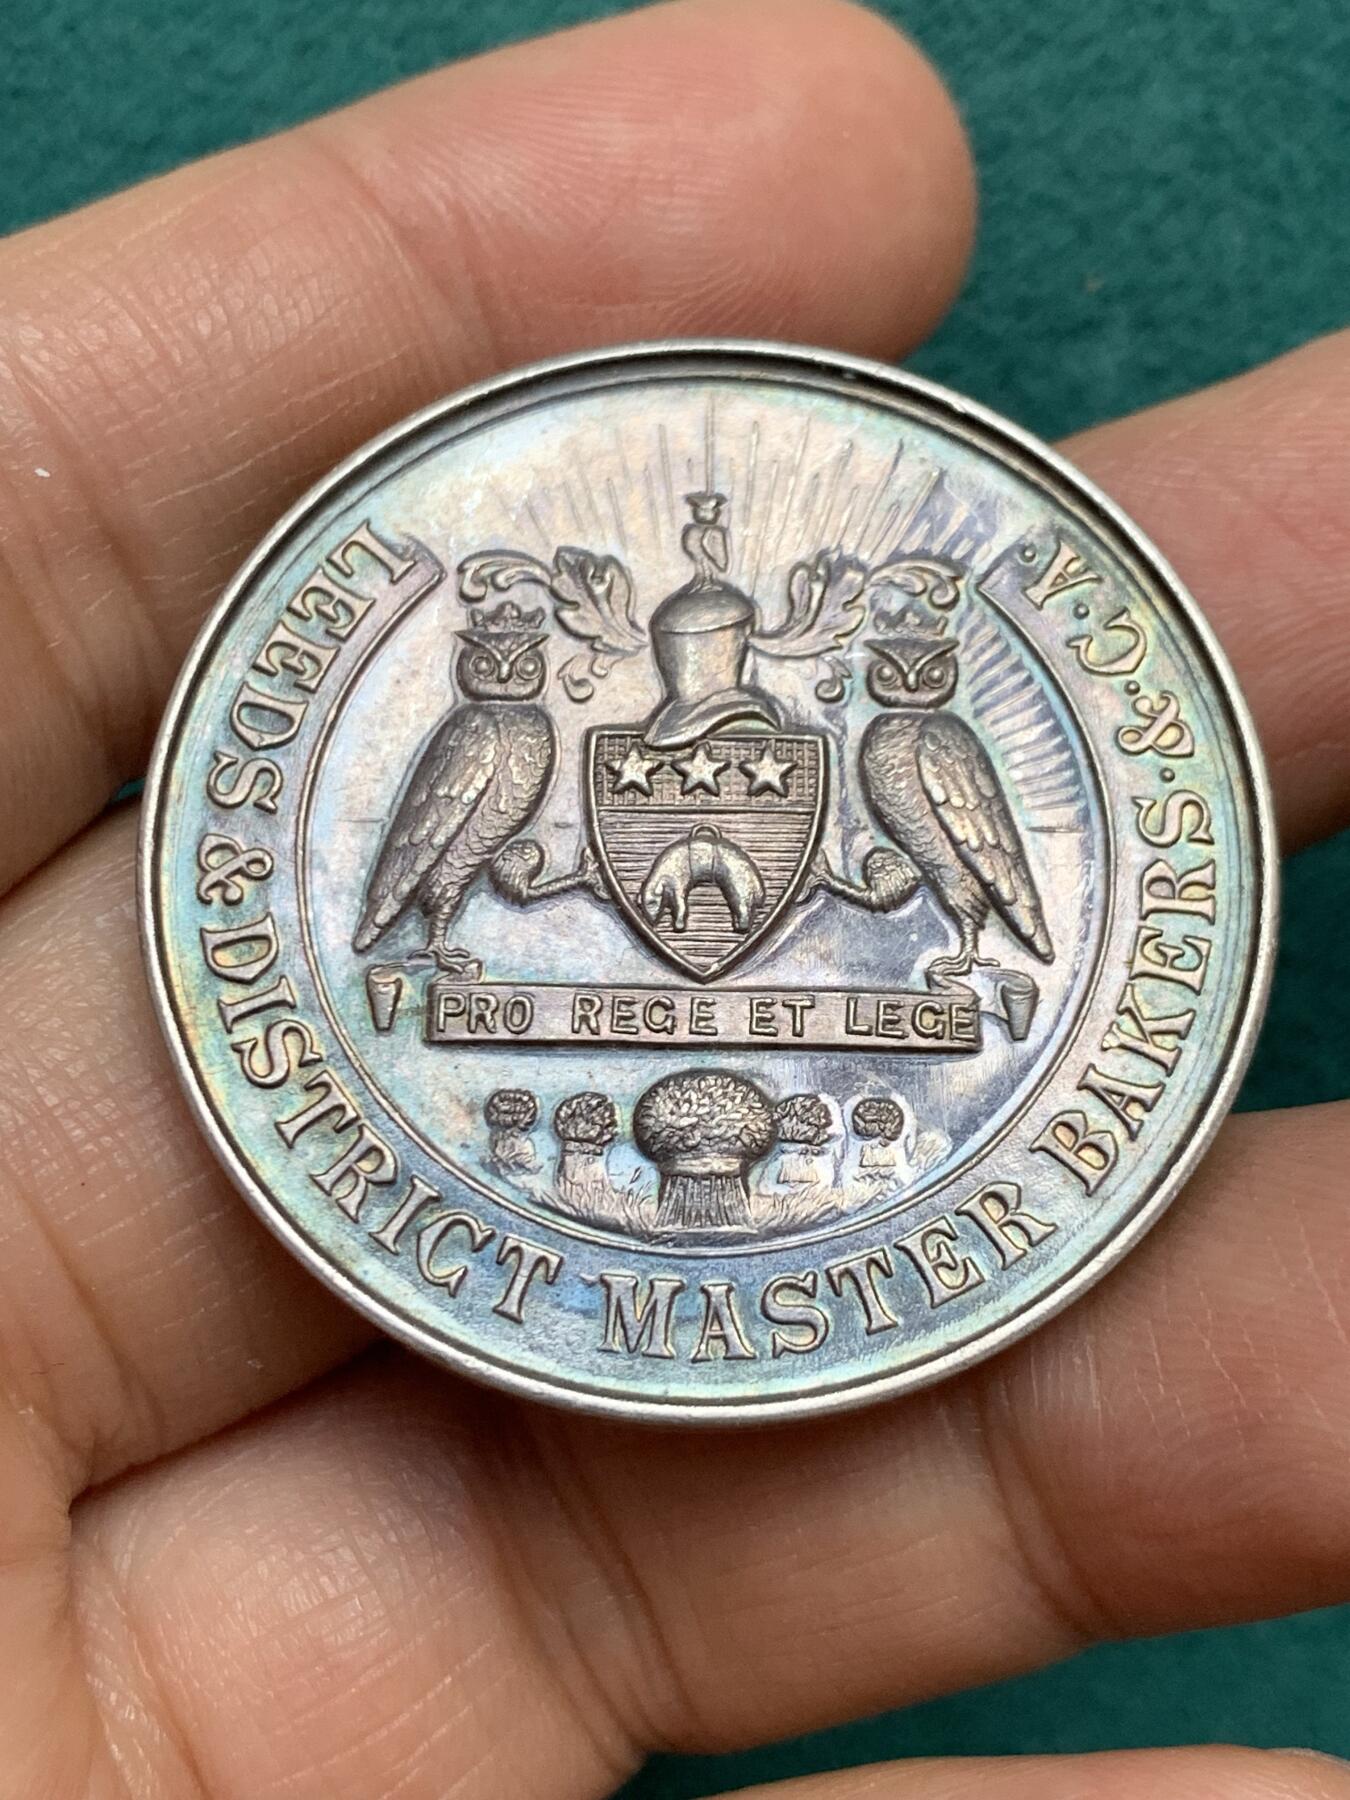 LEEDS & DISTRICT MASTER BAKERS. & C. A.
PRO REGE ET LEGE